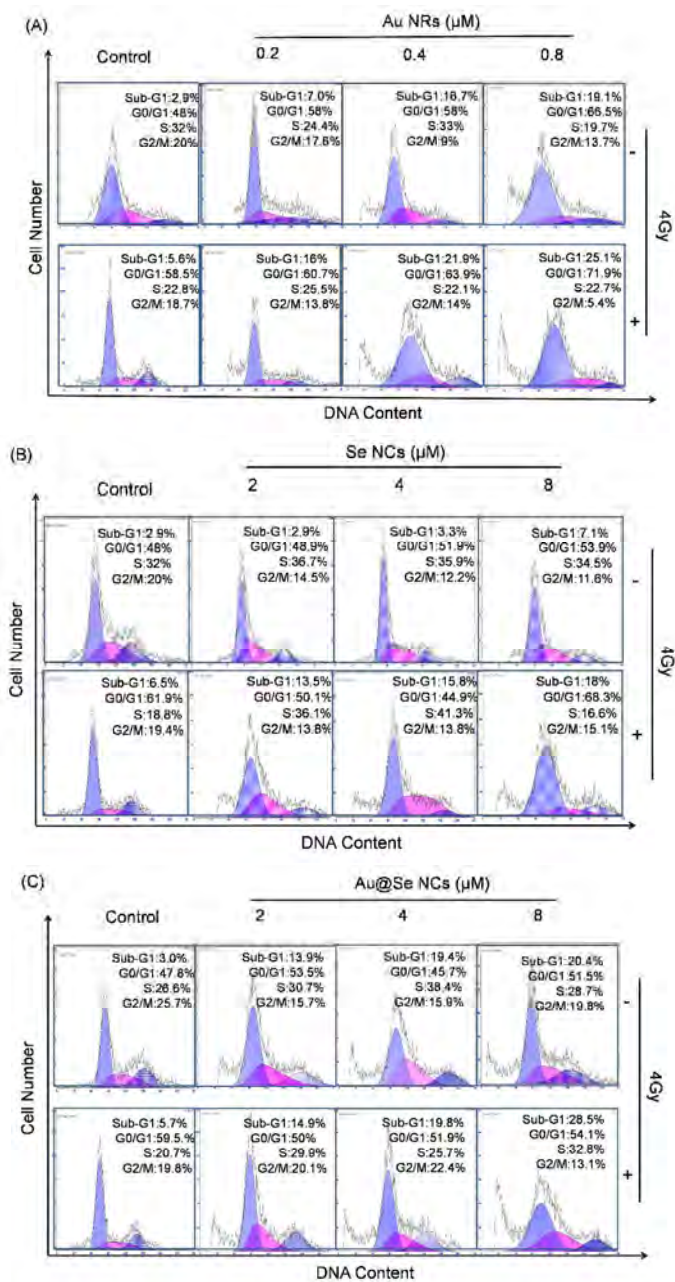 (A)
Au NRs (µM)
Control
0.2
0.4
0.8
Sub-G1:2.9%
G0/G1:48%
S:32%
G2/M:20%
Sub-G1:7.0%
G0/G1:58%
S:24.4%
G2/M:17.6%
Sub-G1:16.7%
G0/G1:58%
S:33%
G2/M:9%
Sub-G1:19.1%
G0/G1:66.5%
S:19.7%
G2/M:13.7%
-
Sub-G1:5.6%
G0/G1:58.5%
S:22.8%
G2/M:18.7%
Sub-G1:16%
G0/G1:60.7%
S:25.5%
G2/M:13.8%
Sub-G1:21.9%
G0/G1:63.9%
S:22.1%
G2/M:14%
Sub-G1:25.1%
G0/G1:71.9%
S:22.7%
G2/M:5.4%
+
4Gy
Cell Number
DNA Content
(B)
Se NCs (µM)
Control
2
4
8
Sub-G1:2.9%
G0/G1:48%
S:32%
G2/M:20%
Sub-G1:2.9%
G0/G1:48.9%
S:36.7%
G2/M:14.5%
Sub-G1:3.3%
G0/G1:51.9%
S:35.9%
G2/M:12.2%
Sub-G1:7.1%
G0/G1:53.9%
S:34.5%
G2/M:11.6%
-
Sub-G1:6.5%
G0/G1:61.9%
S:18.8%
G2/M:19.4%
Sub-G1:13.5%
G0/G1:50.1%
S:36.1%
G2/M:13.8%
Sub-G1:15.8%
G0/G1:44.9%
S:41.3%
G2/M:13.8%
Sub-G1:18%
G0/G1:68.3%
S:16.6%
G2/M:15.1%
+
4Gy
Cell Number
DNA Content
(C)
Au@Se NCs (µM)
Control
2
4
8
Sub-G1:3.0%
G0/G1:47.8%
S:26.6%
G2/M:25.7%
Sub-G1:13.9%
G0/G1:53.5%
S:30.7%
G2/M:15.7%
Sub-G1:19.4%
G0/G1:45.7%
S:38.4%
G2/M:15.9%
Sub-G1:20.4%
G0/G1:51.5%
S:28.7%
G2/M:19.8%
-
Sub-G1:5.7%
G0/G1:59.5%
S:20.7%
G2/M:19.8%
Sub-G1:14.9%
G0/G1:50%
S:29.9%
G2/M:20.1%
Sub-G1:19.8%
G0/G1:51.9%
S:25.7%
G2/M:22.4%
Sub-G1:28.5%
G0/G1:54.1%
S:32.8%
G2/M:13.1%
+
4Gy
Cell Number
DNA Content